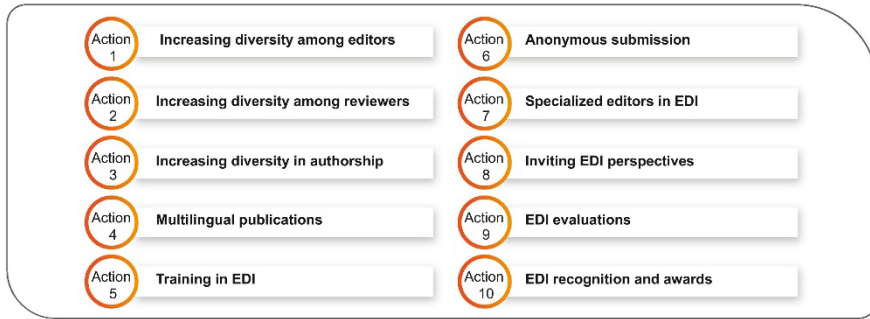 Action
1
Increasing diversity among editors
Action
2
Increasing diversity among reviewers
Action
3
Increasing diversity in authorship
Action
4
Multilingual publications
Action
5
Training in EDI
Action
6
Anonymous submission
Action
7
Specialized editors in EDI
Action
8
Inviting EDI perspectives
Action
9
EDI evaluations
Action
10
EDI recognition and awards